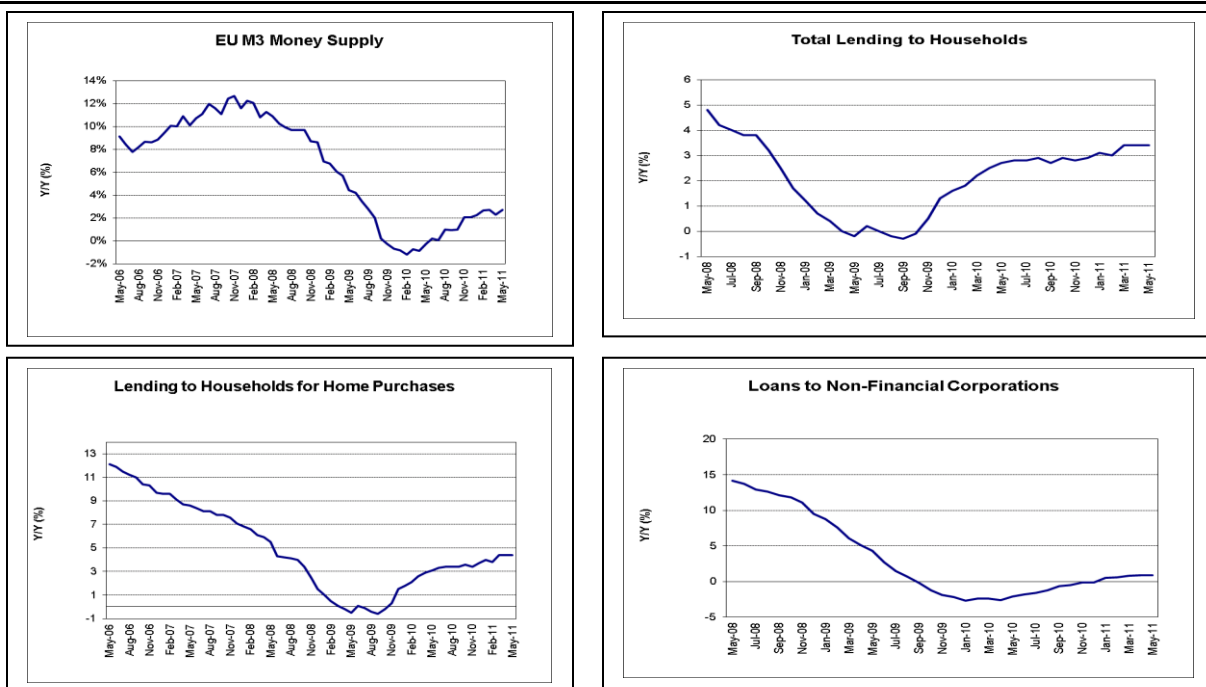 EU M3 Money Supply
Y/Y (%)
14%
12%
10%
8%
6%
4%
2%
0%
-2%
May-06
Aug-06
Nov-06
Feb-07
May-07
Aug-07
Nov-07
Feb-08
May-08
Aug-08
Nov-08
Feb-09
May-09
Aug-09
Nov-09
Feb-10
May-10
Aug-10
Nov-10
Feb-11
May-11
Total Lending to Households
Y/Y (%)
6
5
4
3
2
1
0
-1
May-08
Jul-08
Sep-08
Nov-08
Jan-09
Mar-09
May-09
Jul-09
Sep-09
Nov-09
Jan-10
Mar-10
May-10
Jul-10
Sep-10
Nov-10
Jan-11
Mar-11
May-11
Lending to Households for Home Purchases
Y/Y (%)
13
11
9
7
5
3
1
-1
May-06
Aug-06
Nov-06
Feb-07
May-07
Aug-07
Nov-07
Feb-08
May-08
Aug-08
Nov-08
Feb-09
May-09
Aug-09
Nov-09
Feb-10
May-10
Aug-10
Nov-10
Feb-11
May-11
Loans to Non-Financial Corporations
Y/Y (%)
20
15
10
5
0
-5
May-08
Jul-08
Sep-08
Nov-08
Jan-09
Mar-09
May-09
Jul-09
Sep-09
Nov-09
Jan-10
Mar-10
May-10
Jul-10
Sep-10
Nov-10
Jan-11
Mar-11
May-11